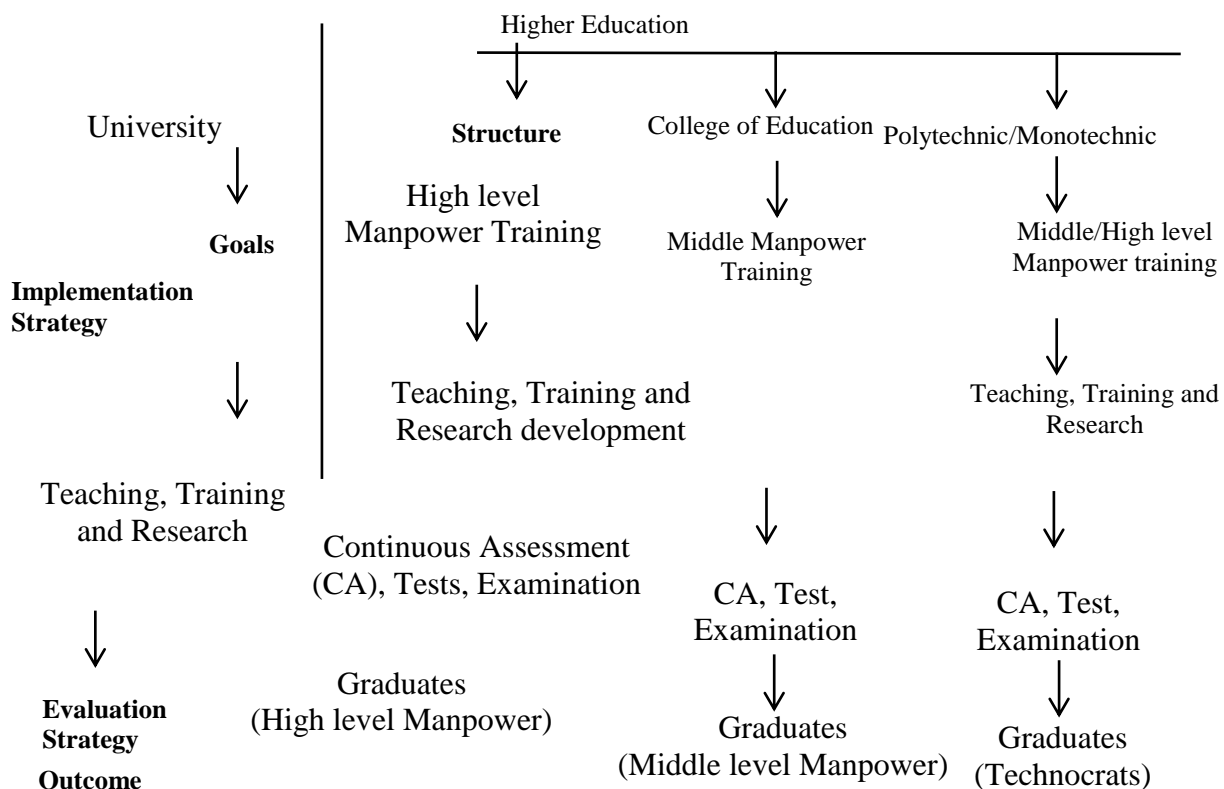 Higher Education
University
Structure
College of Education
Polytechnic/Monotechnic
High level
Manpower Training
Goals
Middle Manpower
Training
Middle/High level
Manpower training
Implementation
Strategy
Teaching, Training and
Research development
Teaching, Training and
Research
Teaching, Training
and Research
Continuous Assessment
(CA), Tests, Examination
CA, Test,
Examination
CA, Test,
Examination
Graduates
(High level Manpower)
Evaluation
Strategy
Graduates
(Middle level Manpower)
Graduates
(Technocrats)
Outcome